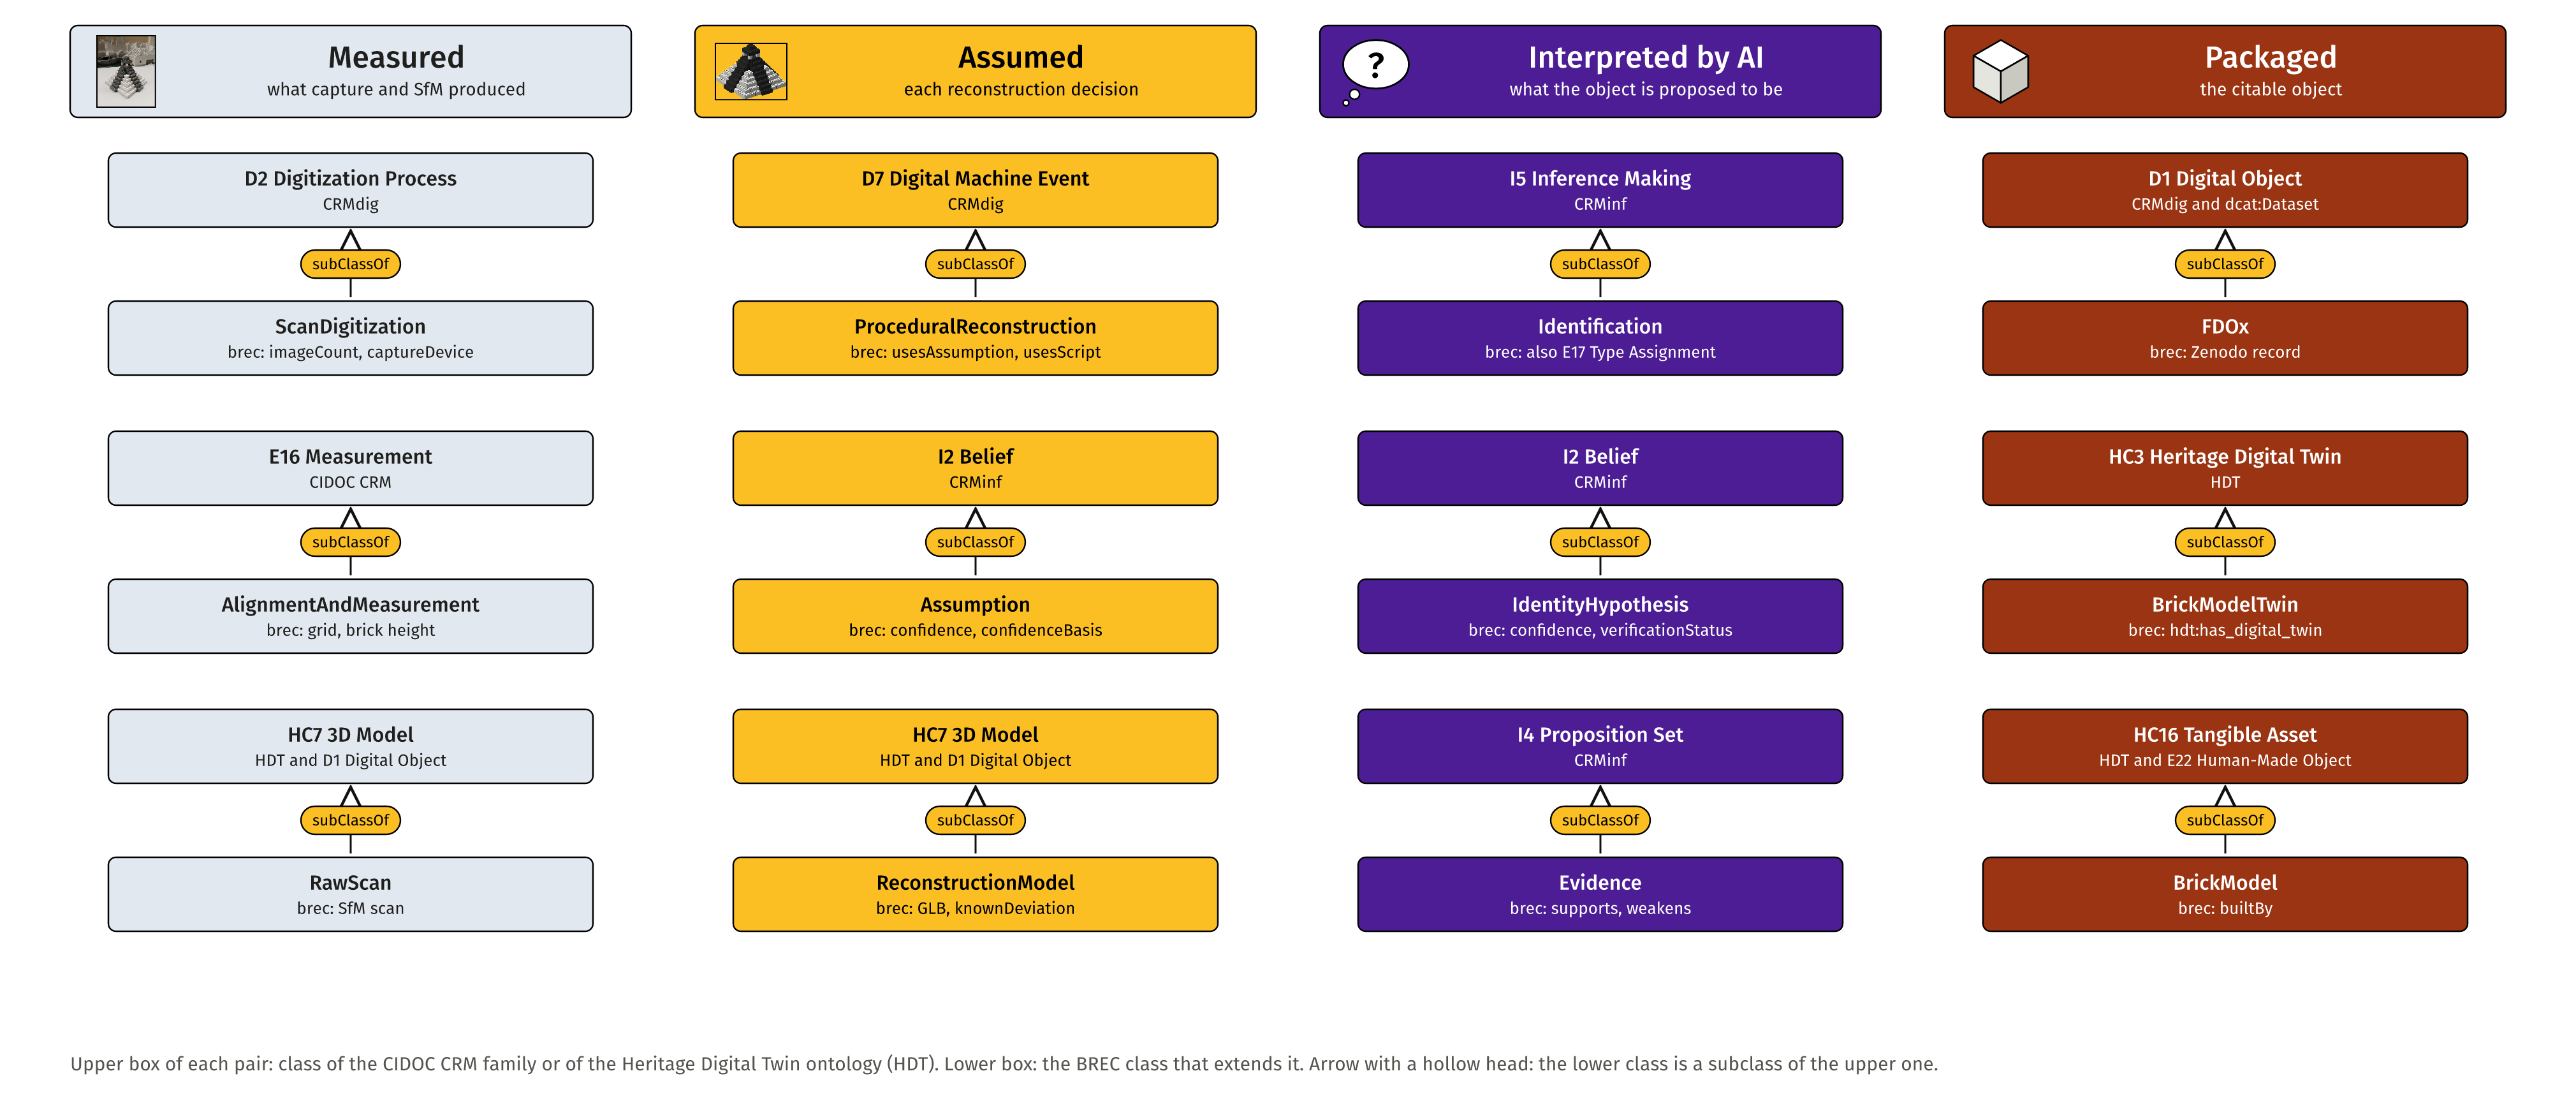 Measured
what capture and SfM produced
D2 Digitization Process
CRMdig
subClassOf
ScanDigitization
brec: imageCount, captureDevice
E16 Measurement
CIDOC CRM
subClassOf
AlignmentAndMeasurement
brec: grid, brick height
HC7 3D Model
HDT and D1 Digital Object
subClassOf
RawScan
brec: SfM scan
Assumed
each reconstruction decision
D7 Digital Machine Event
CRMdig
subClassOf
ProceduralReconstruction
brec: usesAssumption, usesScript
I2 Belief
CRMinf
subClassOf
Assumption
brec: confidence, confidenceBasis
HC7 3D Model
HDT and D1 Digital Object
subClassOf
ReconstructionModel
brec: GLB, knownDeviation
?
Interpreted by AI
what the object is proposed to be
I5 Inference Making
CRMinf
subClassOf
Identification
brec: also E17 Type Assignment
I2 Belief
CRMinf
subClassOf
IdentityHypothesis
brec: confidence, verificationStatus
I4 Proposition Set
CRMinf
subClassOf
Evidence
brec: supports, weakens
Packaged
the citable object
D1 Digital Object
CRMdig and dcat:Dataset
subClassOf
FDOx
brec: Zenodo record
HC3 Heritage Digital Twin
HDT
subClassOf
BrickModelTwin
brec: hdt:has_digital_twin
HC16 Tangible Asset
HDT and E22 Human-Made Object
subClassOf
BrickModel
brec: builtBy
Upper box of each pair: class of the CIDOC CRM family or of the Heritage Digital Twin ontology (HDT). Lower box: the BREC class that extends it. Arrow with a hollow head: the lower class is a subclass of the upper one.